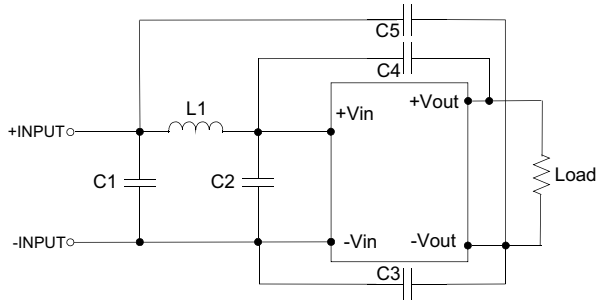 C5
C4
L1
+Vin
+Vout
+INPUT
C1
C2
Load
-INPUT
-Vin
-Vout
C3